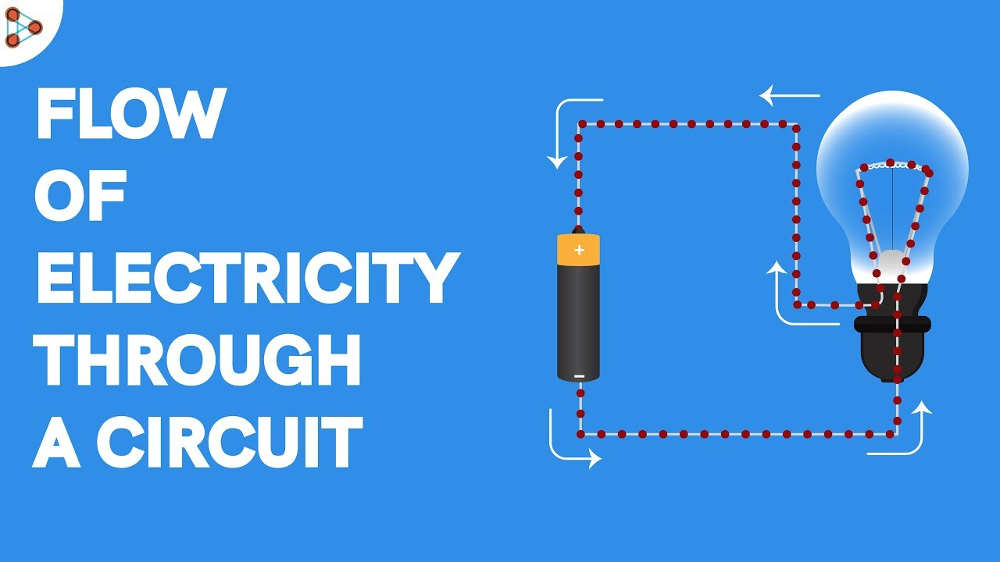 FLOW
OF
ELECTRICITY
THROUGH
A CIRCUIT
+
−